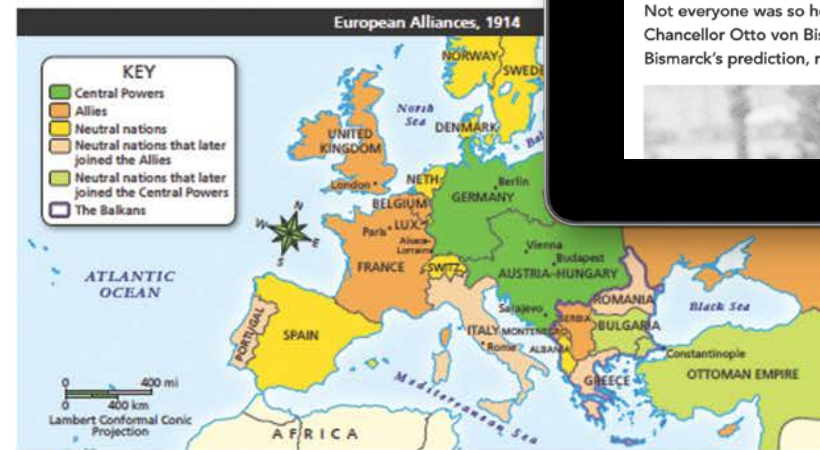 European Alliances, 1914
Not everyone was so
Chancellor Otto von
Bismarck's prediction,
KEY
Central Powers
Allies
Neutral nations
Neutral nations that later
joined the Allies
Neutral nations that later
joined the Central Powers
The Balkans
NORWAY
North
Sea
DENMARK
UNITED
KINGDOM
London
NETH.
Berlin
GERMANY
BELGIUM
Paris
LUX.
Alsace-
Lorraine
N
W
E
S
Vienna
Budapest
FRANCE
SWITZ.
AUSTRIA-HUNGARY
ATLANTIC
OCEAN
ROMANIA
Black Sea
Sarajevo
SERBIA
BULGARIA
PORTUGAL
SPAIN
ITALY
MONTENEGRO
Rome
ALBANIA
Constantinople
OTTOMAN EMPIRE
GREECE
Mediterranean Sea
0 400 mi
0 400 km
Lambert Conformal Conic
Projection
AFRICA